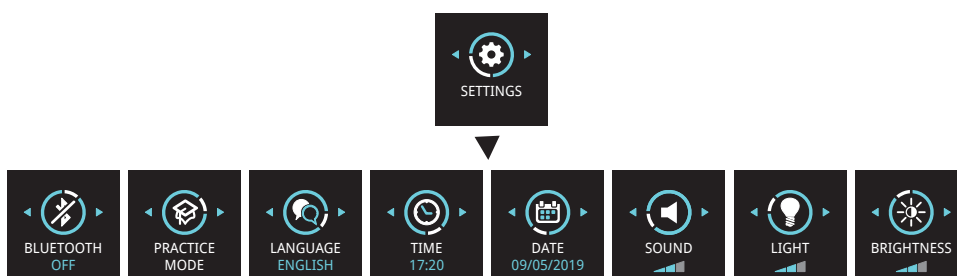 SETTINGS
BLUETOOTH
OFF
PRACTICE
MODE
LANGUAGE
ENGLISH
TIME
17:20
DATE
09/05/2019
SOUND
LIGHT
BRIGHTNESS